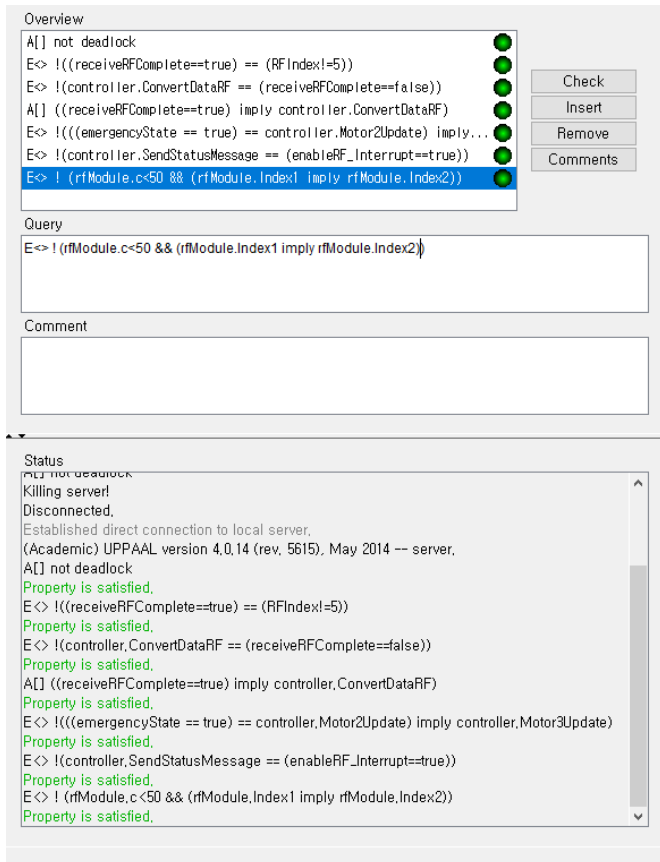 Overview
A[] not deadlock
E<> !((receiveRFComplete==true) == (RFIndex!=5))
E<> !(controller.ConvertDataRF == (receiveRFComplete==false))
A[] ((receiveRFComplete==true) imply controller.ConvertDataRF)
E<> !(((emergencyState == true) == controller.Motor2Update) imply...
E<> !(controller.SendStatusMessage == (enableRF_Interrupt==true))
E<> ! (rfModule.c<50 && (rfModule.Index1 imply rfModule.Index2))
Check
Insert
Remove
Comments
Query
E<> ! (rfModule.c<50 && (rfModule.Index1 imply rfModule.Index2))
Comment
Status
A[] not deadlock
Killing server!
Disconnected.
Established direct connection to local server.
(Academic) UPPAAL version 4.0.14 (rev. 5615), May 2014 -- server.
A[] not deadlock
Property is satisfied.
E<> !((receiveRFComplete==true) == (RFIndex!=5))
Property is satisfied.
E<> !(controller.ConvertDataRF == (receiveRFComplete==false))
Property is satisfied.
A[] ((receiveRFComplete==true) imply controller.ConvertDataRF)
Property is satisfied.
E<> !(((emergencyState == true) == controller.Motor2Update) imply controller.Motor3Update)
Property is satisfied.
E<> !(controller.SendStatusMessage == (enableRF_Interrupt==true))
Property is satisfied.
E<> ! (rfModule.c<50 && (rfModule.Index1 imply rfModule.Index2))
Property is satisfied.